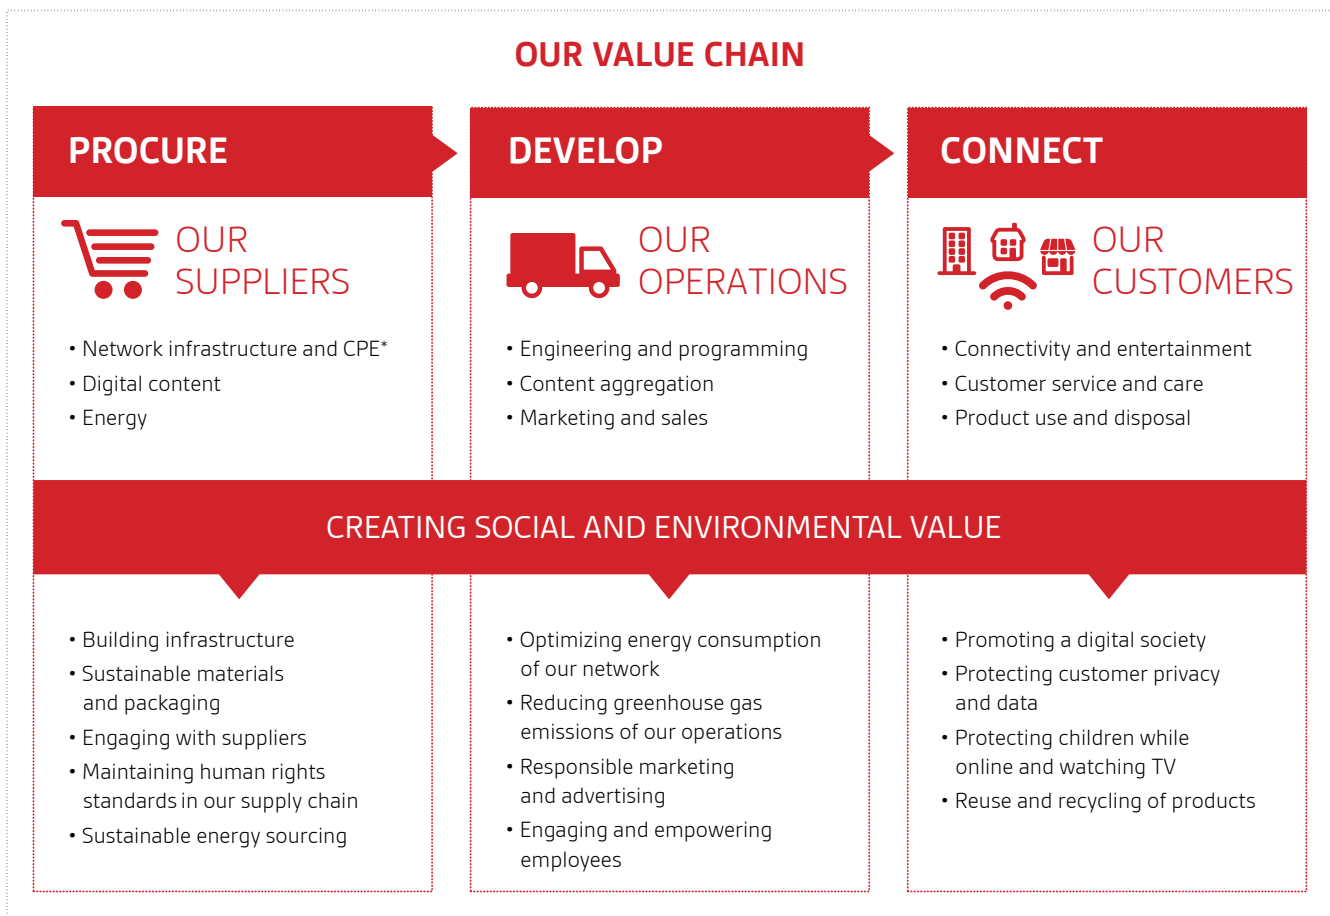 OUR VALUE CHAIN
PROCURE
OUR
SUPPLIERS
• Network infrastructure and CPE*
• Digital content
• Energy
DEVELOP
OUR
OPERATIONS
• Engineering and programming
• Content aggregation
• Marketing and sales
CONNECT
OUR
CUSTOMERS
• Connectivity and entertainment
• Customer service and care
• Product use and disposal
CREATING SOCIAL AND ENVIRONMENTAL VALUE
• Building infrastructure
• Sustainable materials
and packaging
• Engaging with suppliers
• Maintaining human rights
standards in our supply chain
• Sustainable energy sourcing
• Optimizing energy consumption
of our network
• Reducing greenhouse gas
emissions of our operations
• Responsible marketing
and advertising
• Engaging and empowering
employees
• Promoting a digital society
• Protecting customer privacy
and data
• Protecting children while
online and watching TV
• Reuse and recycling of products